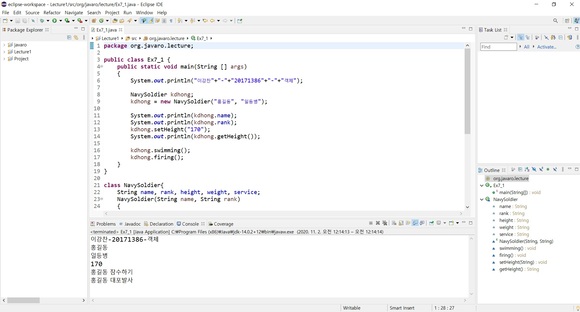 eclipse-workspace - Lecture1/src/org/javaro/lecture/Ex7_1.java - Eclipse IDE
File Edit Source Refactor Navigate Search Project Run Window Help
Package Explorer
javaro
Lecture1
Project
Ex7_1.java
Lecture1 src org.javaro.lecture Ex7_1
1 package org.javaro.lecture;
2
3 public class Ex7_1 {
4 public static void main(String [] args)
5 {
6 System.out.println("이강찬"+"-"+"20171386"+"-"+"객체");
7
8 NavySoldier kdhong;
9 kdhong = new NavySoldier("홍길동", "일등병");
10
11 System.out.println(kdhong.name);
12 System.out.println(kdhong.rank);
13 kdhong.setHeight("170");
14 System.out.println(kdhong.getHeight());
15
16 kdhong.swimming();
17 kdhong.firing();
18 }
19 }
20
21 class NavySoldier{
22 String name, rank, height, weight, service;
23 NavySoldier(String name, String rank)
24 {
Problems Javadoc Declaration Console Coverage
<terminated> Ex7_1 [Java Application] C:\Program Files\Java\jdk-14.0.2+12\bin\javaw.exe (2020. 11. 2. 오전 12:14:13 – 오전 12:14:14)
이강찬-20171386-객체
홍길동
일등병
170
홍길동 잠수하기
홍길동 대포발사
Task List
Find
All
Activate...
Outline
org.javaro.lecture
Ex7_1
main(String[]) : void
NavySoldier
name : String
rank : String
height : String
weight : String
service : String
NavySoldier(String, String)
swimming() : void
firing() : void
setHeight(String) : void
getHeight() : String
Writable
Smart Insert
1 : 28 : 27